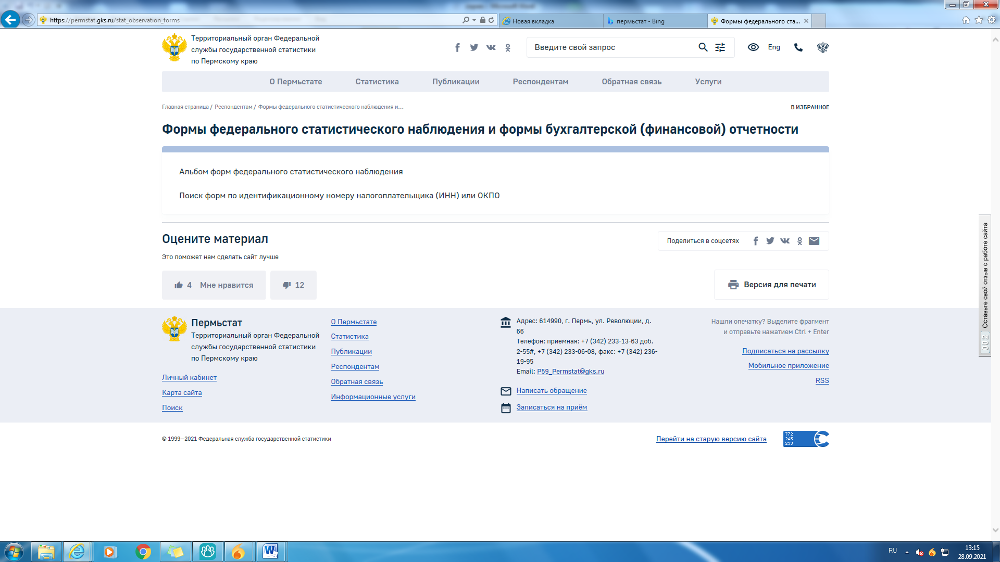 https://permstat.gks.ru/stat_observation_forms
Новая вкладка
пермьстат - Bing
Формы федерального ста...
Территориальный орган Федеральной
службы государственной статистики
по Пермскому краю
Введите свой запрос
Eng
О Пермьстате
Статистика
Публикации
Респондентам
Обратная связь
Услуги
Главная страница / Респондентам / Формы федерального статистического наблюдения и...
В ИЗБРАННОЕ
Формы федерального статистического наблюдения и формы бухгалтерской (финансовой) отчетности
Альбом форм федерального статистического наблюдения
Поиск форм по идентификационному номеру налогоплательщика (ИНН) или ОКПО
Оцените материал
Это поможет нам сделать сайт лучше
Поделиться в соцсетях
4 Мне нравится
12
Версия для печати
Оставьте свой отзыв о работе сайта
002
Пермьстат
Территориальный орган Федеральной
службы государственной статистики
по Пермскому краю
Личный кабинет
Карта сайта
Поиск
О Пермьстате
Статистика
Публикации
Респондентам
Обратная связь
Информационные услуги
Адрес: 614990, г. Пермь, ул. Революции, д.
66
Телефон: приемная: +7 (342) 233-13-63 доб.
2-55#, +7 (342) 233-06-08, факс: +7 (342) 236-
19-95
Email: P59_Permstat@gks.ru
Написать обращение
Записаться на приём
Нашли опечатку? Выделите фрагмент
и отправьте нажатием Ctrl + Enter
Подписаться на рассылку
Мобильное приложение
RSS
© 1999—2021 Федеральная служба государственной статистики
Перейти на старую версию сайта
772
245
233
RU
13:15
28.09.2021